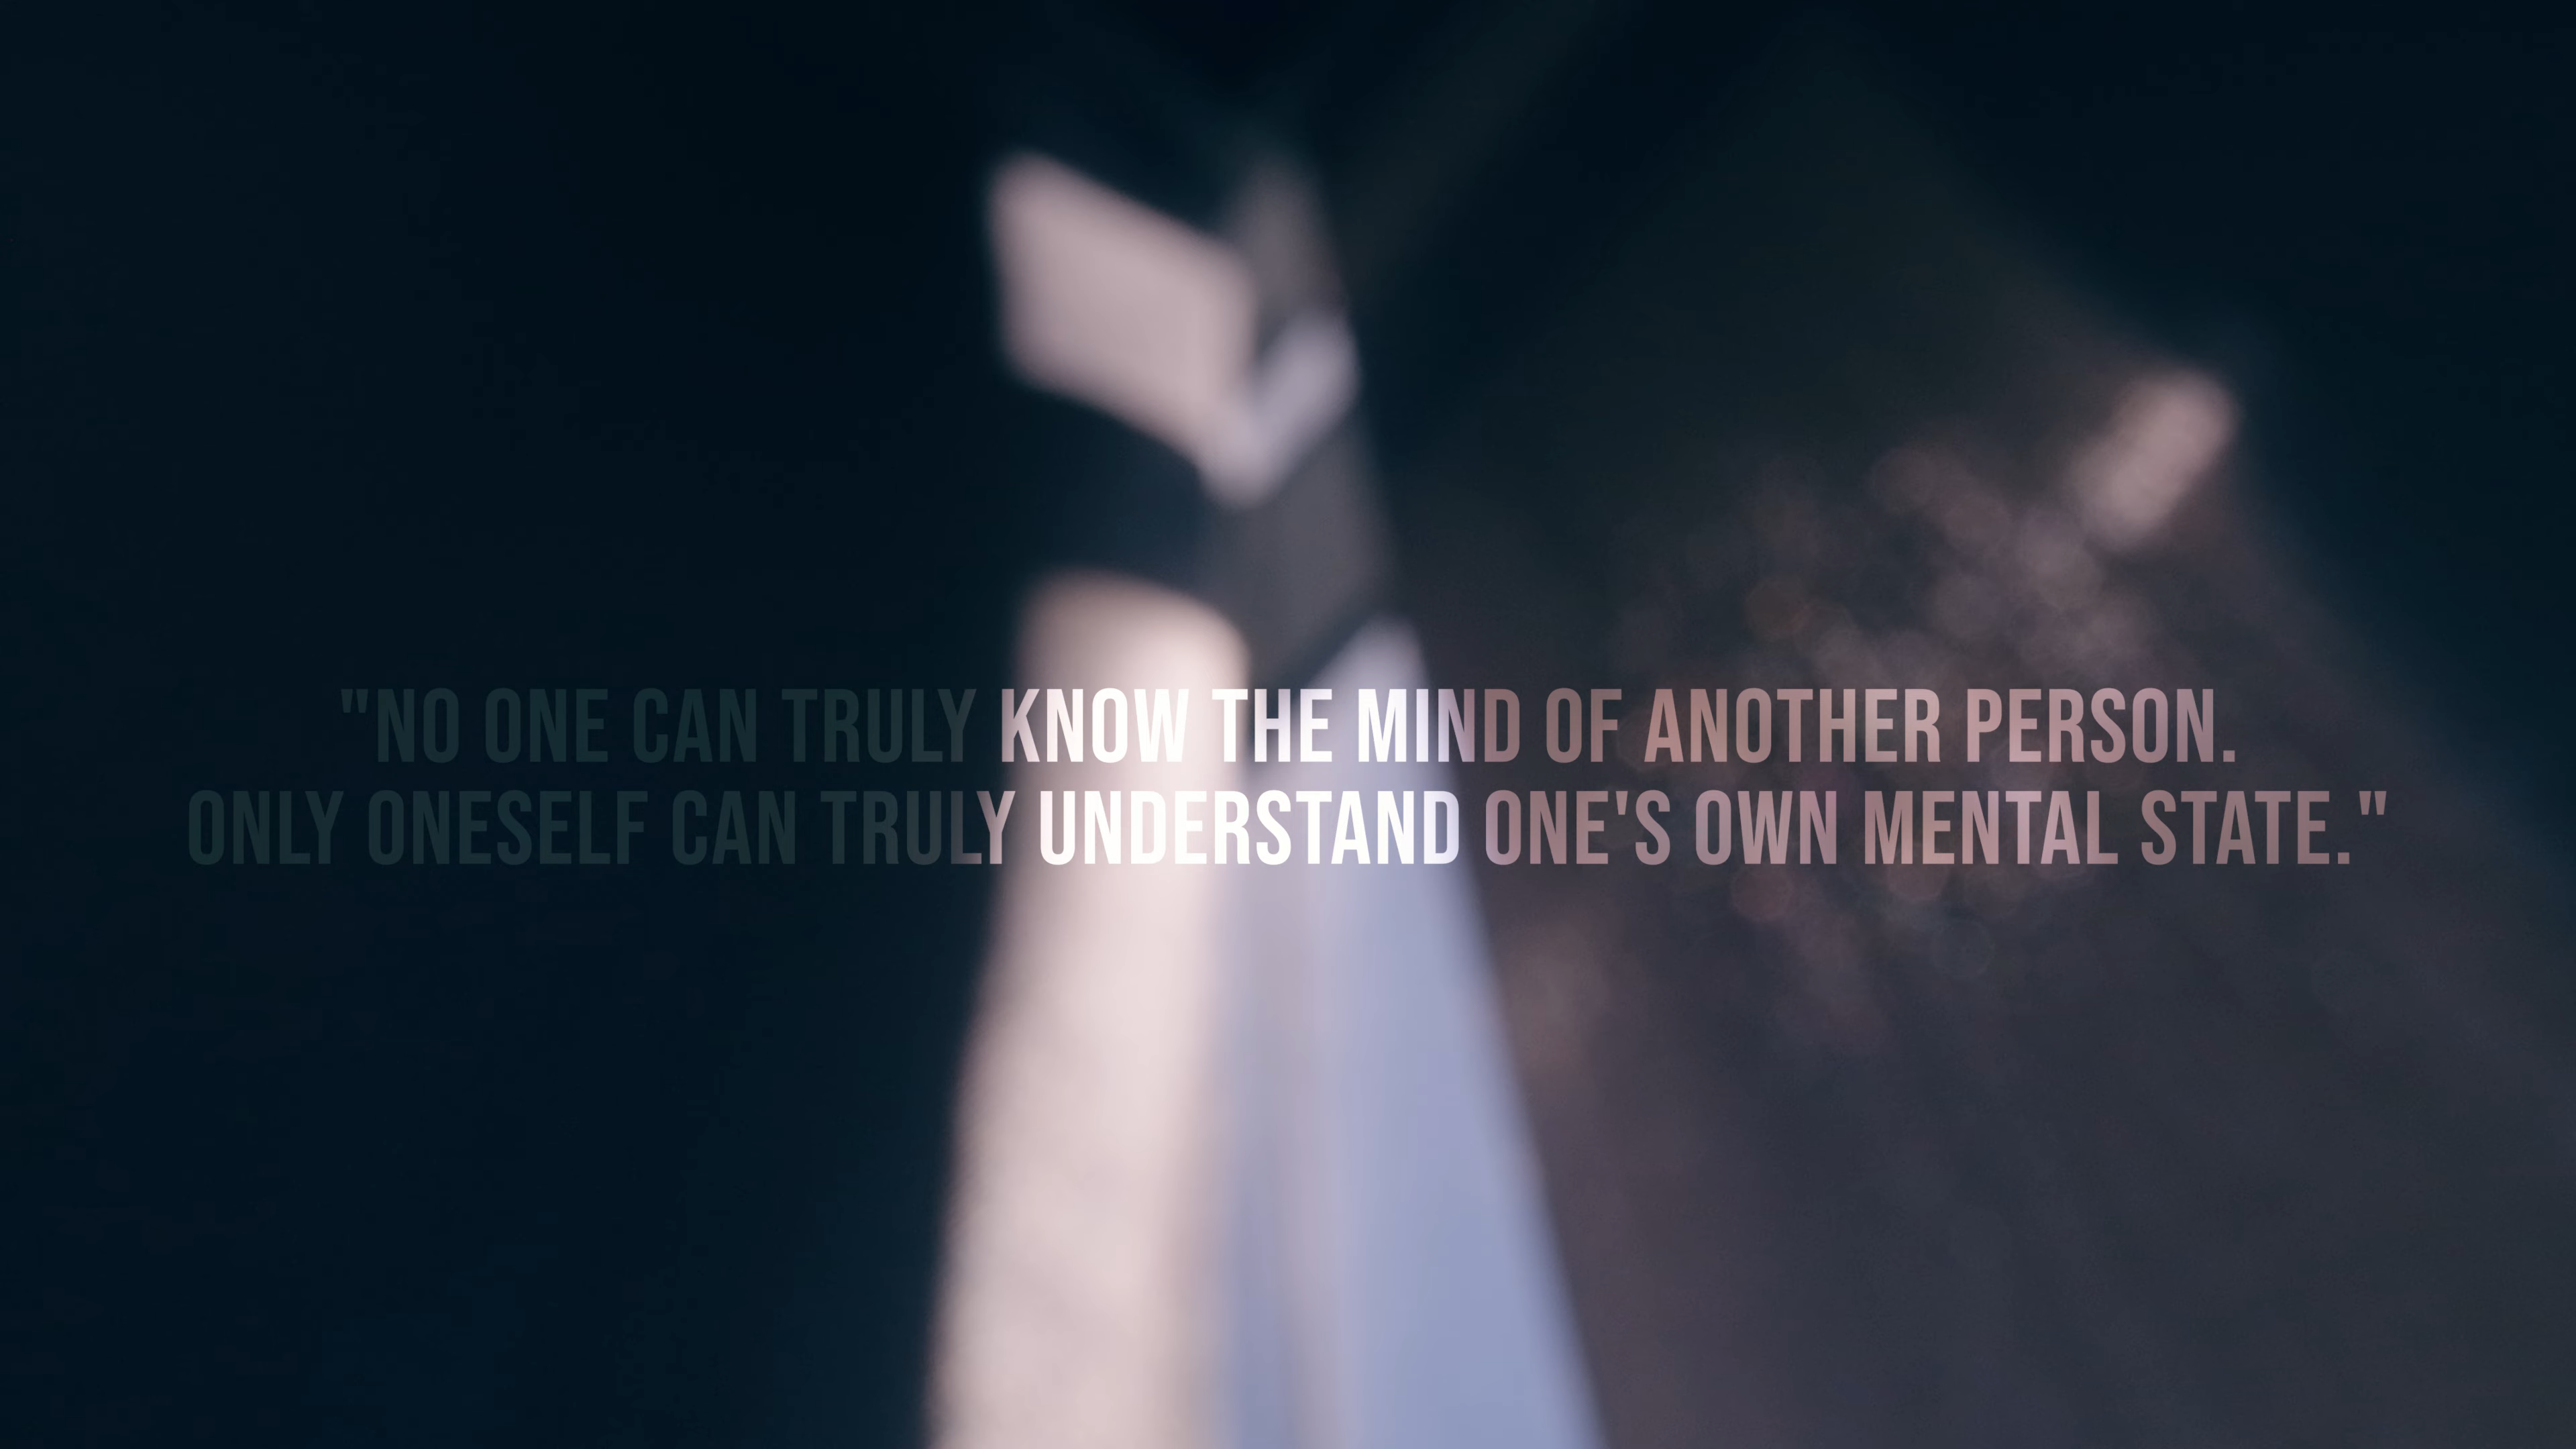 "NO ONE CAN TRULY KNOW THE MIND OF ANOTHER PERSON.
ONLY ONESELF CAN TRULY UNDERSTAND ONE'S OWN MENTAL STATE."